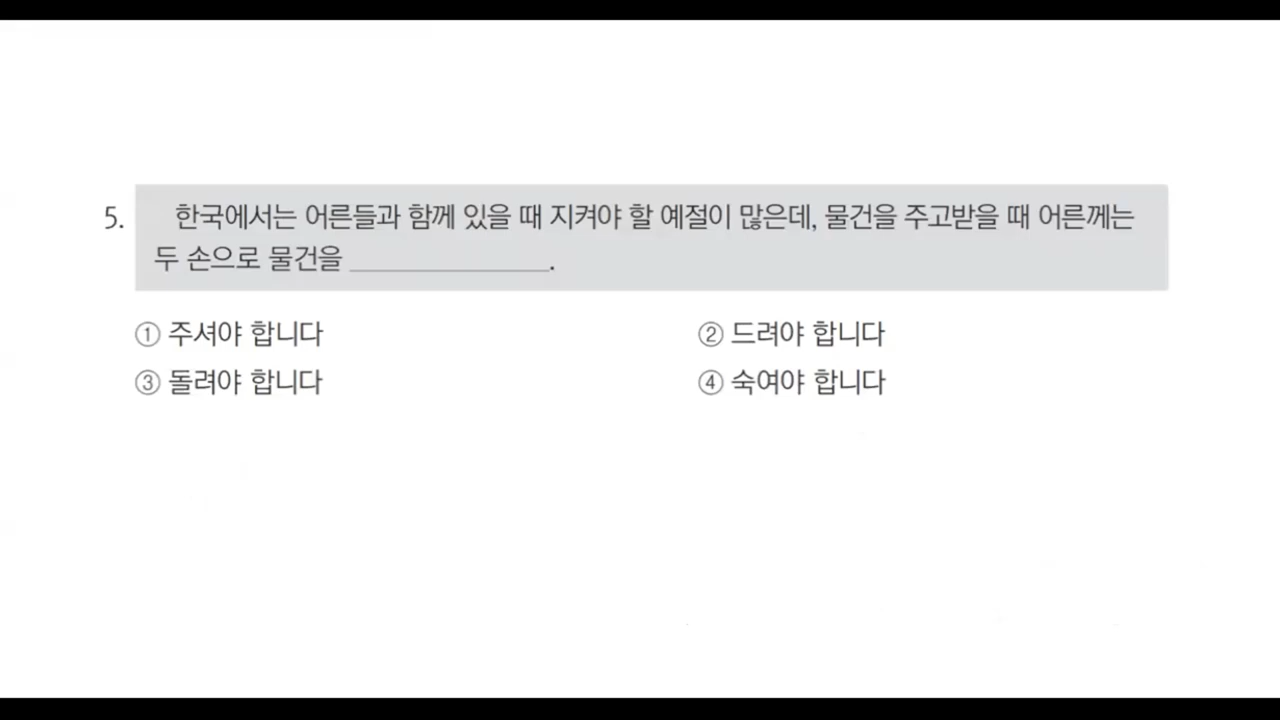 5. 한국에서는 어른들과 함께 있을 때 지켜야 할 예절이 많은데, 물건을 주고받을 때 어른께는
두 손으로 물건을 ______________.
① 주셔야 합니다 ② 드려야 합니다
③ 돌려야 합니다 ④ 숙여야 합니다